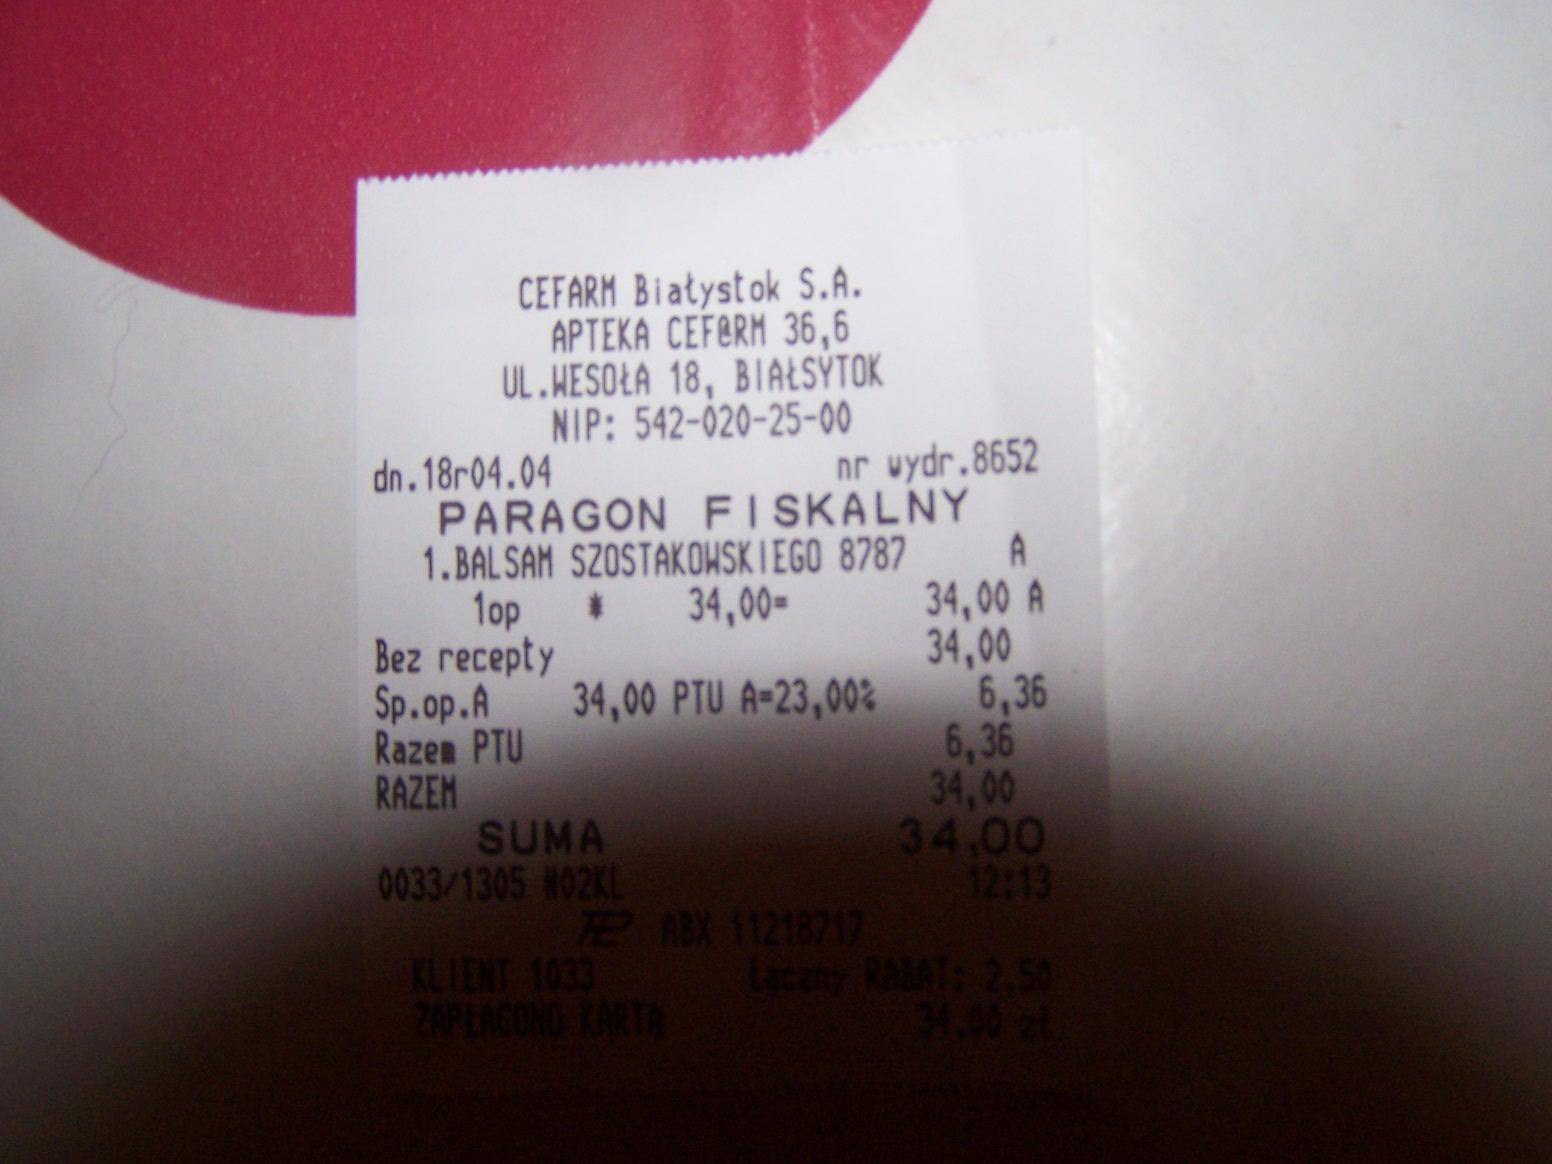 CEFARM Białystok S.A.
APTEKA CEF@RM 36,6
UL.WESOŁA 18, BIAŁSYTOK
NIP: 542-020-25-00
dn.18r04.04 nr wydr.8652
PARAGON FISKALNY
1.BALSAM SZOSTAKOWSKIEGO 8787 A
1op * 34,00= 34,00 A
Bez recepty 34,00
Sp.op.A 34,00 PTU A=23,00% 6,36
Razem PTU 6,36
RAZEM 34,00
SUMA 34,00
0033/1305 #02KL 12:13
ABX 11218717
KLIENT 1033 Łączny RABAT: 2.50
ZAPŁACONO KARTĄ 34.00 zł